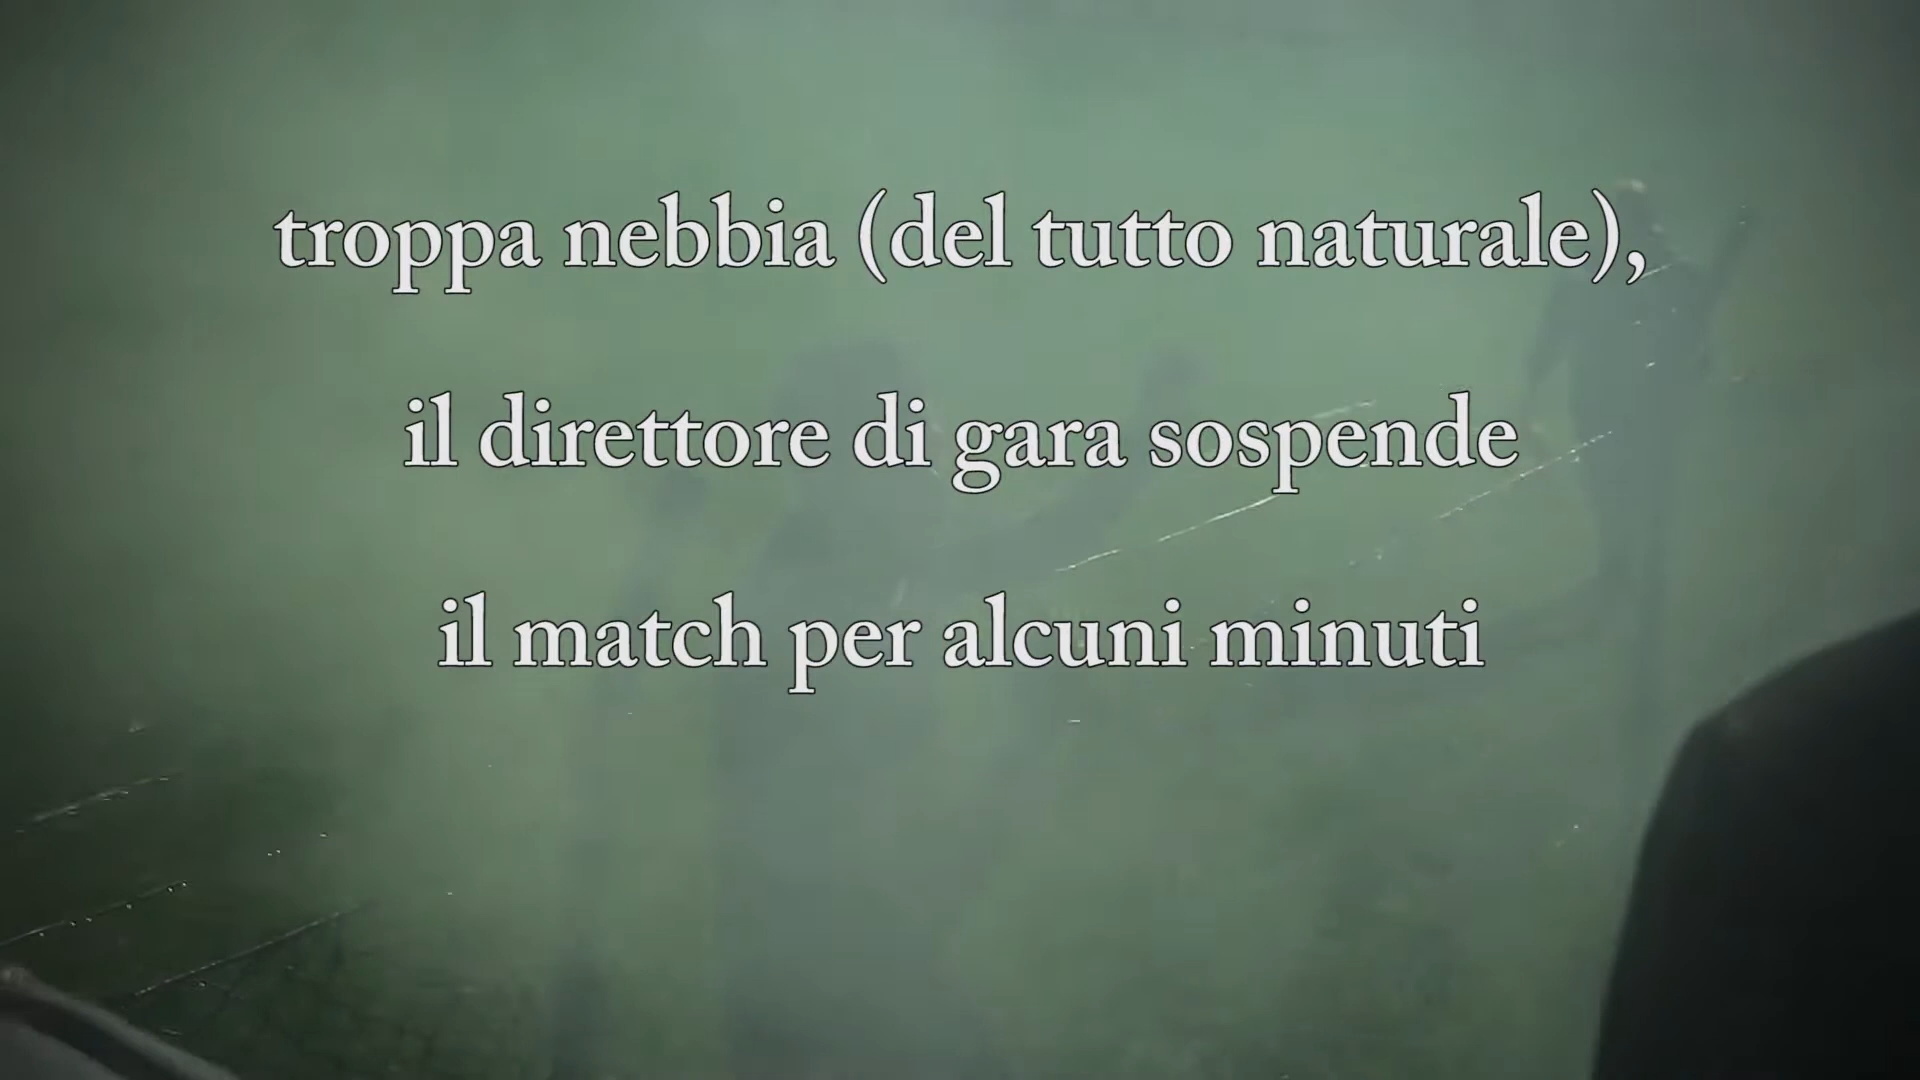 troppa nebbia (del tutto naturale),
il direttore di gara sospende
il match per alcuni minuti